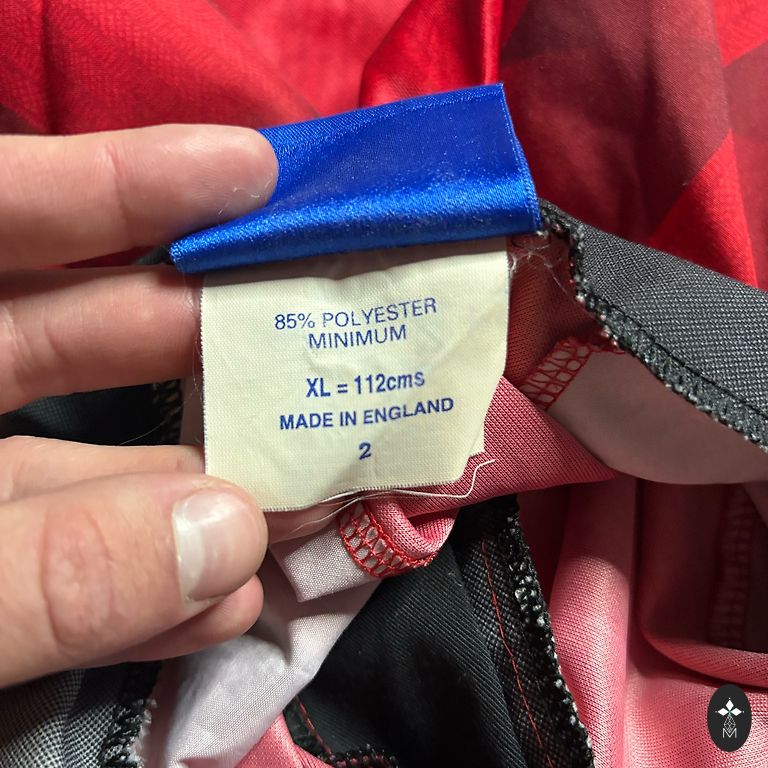 85% POLYESTER
MINIMUM
XL = 112cms
MADE IN ENGLAND
2
M